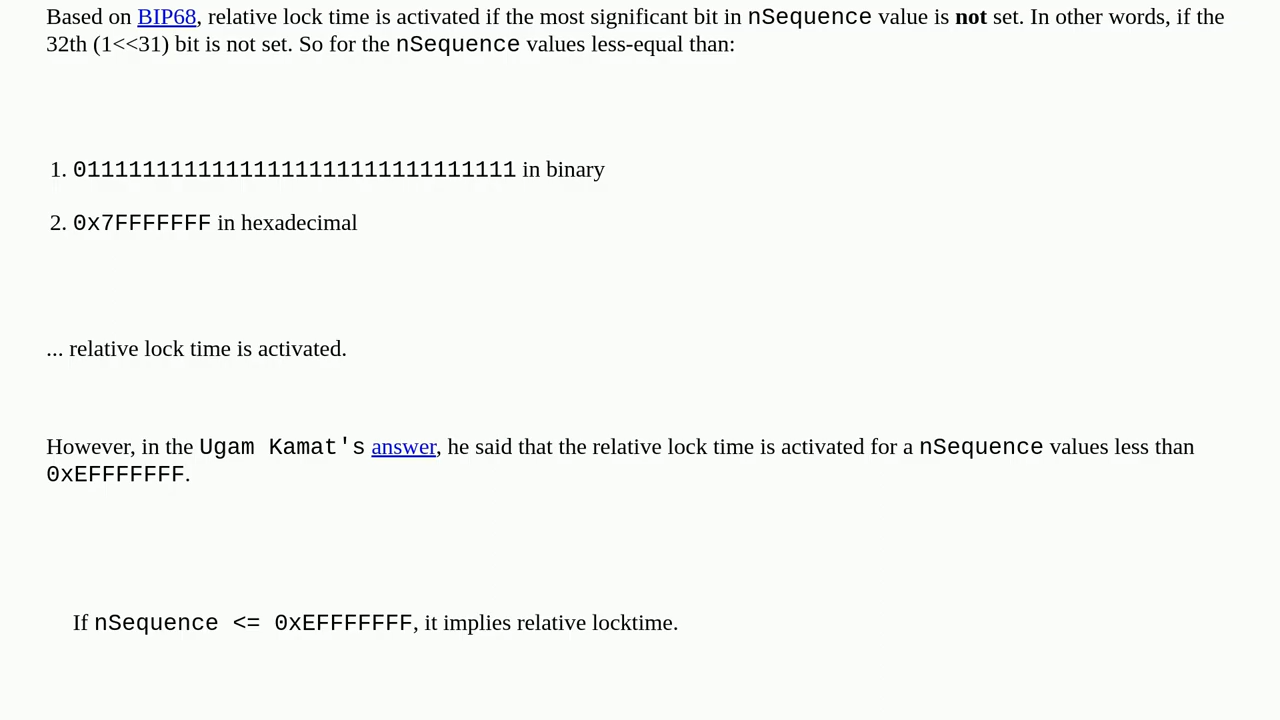 Based on BIP68, relative lock time is activated if the most significant bit in nSequence value is not set. In other words, if the
32th (1<<31) bit is not set. So for the nSequence values less-equal than:
1. 01111111111111111111111111111111 in binary
2. 0x7FFFFFFF in hexadecimal
... relative lock time is activated.
However, in the Ugam Kamat's answer, he said that the relative lock time is activated for a nSequence values less than
0xEFFFFFFF.
If nSequence <= 0xEFFFFFFF, it implies relative locktime.